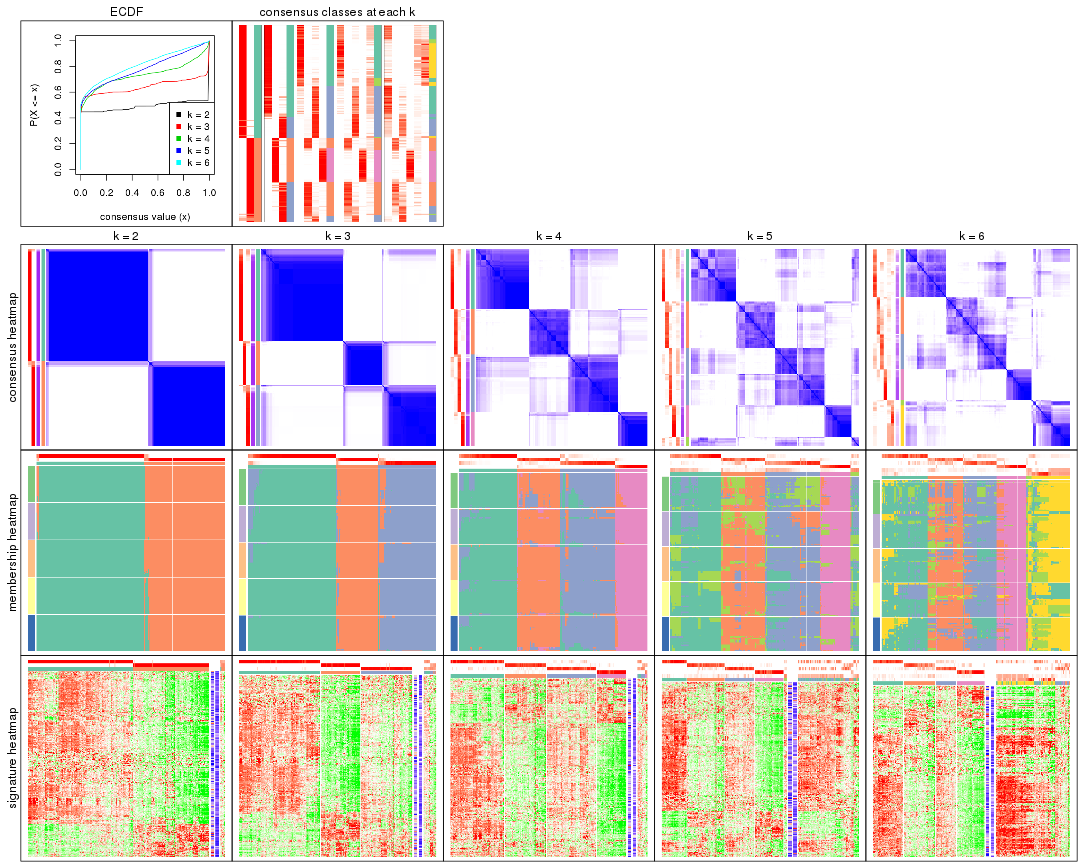 ECDF
consensus classes at each k
P(X <= x)
0.0 0.2 0.4 0.6 0.8 1.0
k = 2
k = 3
k = 4
k = 5
k = 6
0.0 0.2 0.4 0.6 0.8 1.0
consensus value (x)
k = 2
k = 3
k = 4
k = 5
k = 6
consensus heatmap
membership heatmap
signature heatmap